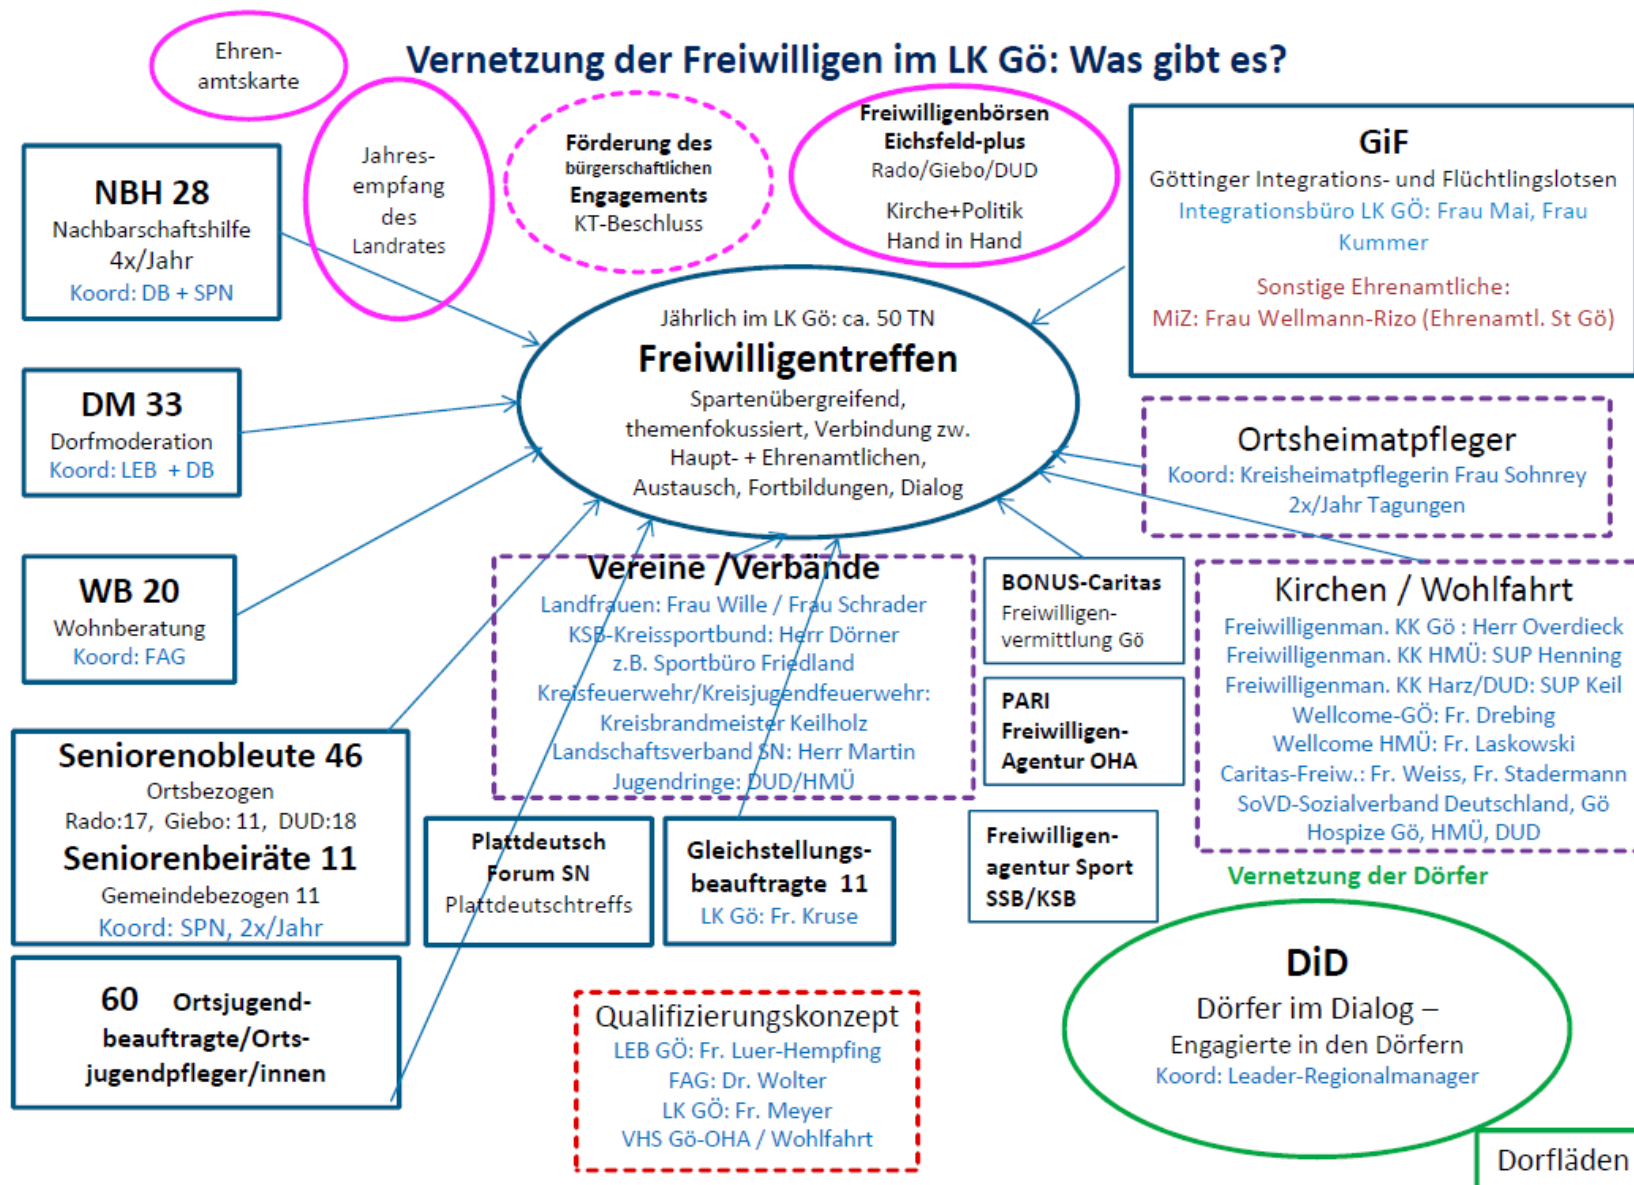 Vernetzung der Freiwilligen im LK Gö: Was gibt es?
Ehren-
amtskarte
Jahres-
empfang
des
Landrates
Förderung des
bürgerschaftlichen
Engagements
KT-Beschluss
Freiwilligenbörsen
Eichsfeld-plus
Rado/Giebo/DUD
Kirche+Politik
Hand in Hand
GiF
Göttinger Integrations- und Flüchtlingslotsen
Integrationsbüro LK GÖ: Frau Mai, Frau
Kummer
Sonstige Ehrenamtliche:
MiZ: Frau Wellmann-Rizo (Ehrenamtl. St Gö)
NBH 28
Nachbarschaftshilfe
4x/Jahr
Koord: DB + SPN
Jährlich im LK Gö: ca. 50 TN
Freiwilligentreffen
Spartenübergreifend,
themenfokussiert, Verbindung zw.
Haupt- + Ehrenamtlichen,
Austausch, Fortbildungen, Dialog
DM 33
Dorfmoderation
Koord: LEB + DB
Ortsheimatpfleger
Koord: Kreisheimatpflegerin Frau Sohnrey
2x/Jahr Tagungen
WB 20
Wohnberatung
Koord: FAG
Vereine /Verbände
Landfrauen: Frau Wille / Frau Schrader
KSB-Kreissportbund: Herr Dörner
z.B. Sportbüro Friedland
Kreisfeuerwehr/Kreisjugendfeuerwehr:
Kreisbrandmeister Keilholz
Landschaftsverband SN: Herr Martin
Jugendringe: DUD/HMÜ
BONUS-Caritas
Freiwilligen-
vermittlung Gö
PARI
Freiwilligen-
Agentur OHA
Freiwilligen-
agentur Sport
SSB/KSB
Kirchen / Wohlfahrt
Freiwilligenman. KK Gö : Herr Overdieck
Freiwilligenman. KK HMÜ: SUP Henning
Freiwilligenman. KK Harz/DUD: SUP Keil
Wellcome-GÖ: Fr. Drebing
Wellcome HMÜ: Fr. Laskowski
Caritas-Freiw.: Fr. Weiss, Fr. Stadermann
SoVD-Sozialverband Deutschland, Gö
Hospize Gö, HMÜ, DUD
Seniorenobleute 46
Ortsbezogen
Rado:17, Giebo: 11, DUD:18
Seniorenbeiräte 11
Gemeindebezogen 11
Koord: SPN, 2x/Jahr
Plattdeutsch
Forum SN
Plattdeutschtreffs
Gleichstellungs-
beauftragte 11
LK Gö: Fr. Kruse
Vernetzung der Dörfer
DiD
Dörfer im Dialog –
Engagierte in den Dörfern
Koord: Leader-Regionalmanager
60 Ortsjugend-
beauftragte/Orts-
jugendpfleger/innen
Qualifizierungskonzept
LEB GÖ: Fr. Luer-Hempfing
FAG: Dr. Wolter
LK GÖ: Fr. Meyer
VHS Gö-OHA / Wohlfahrt
Dorfläden